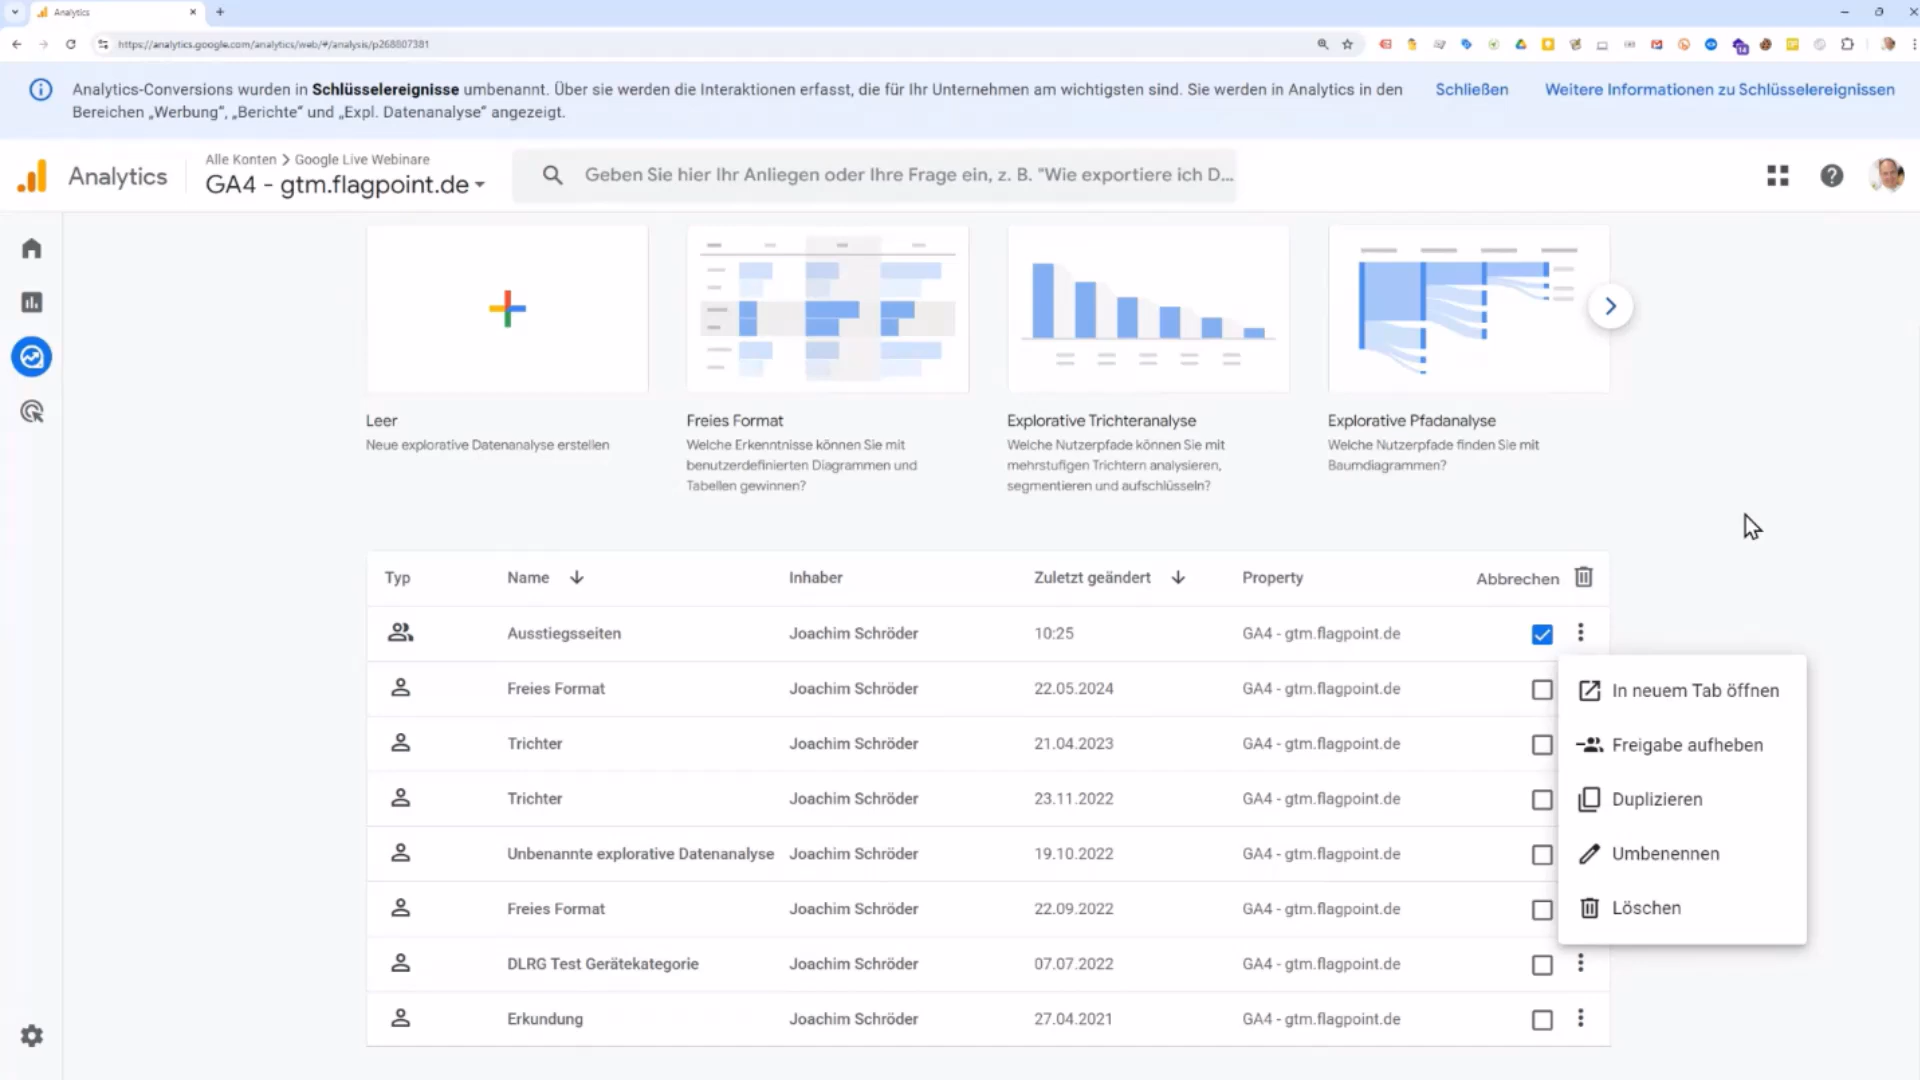 Analytics
https://analytics.google.com/analytics/web/#/analysis/p268807381
Analytics-Conversions wurden in Schlüsselereignisse umbenannt. Über sie werden die Interaktionen erfasst, die für Ihr Unternehmen am wichtigsten sind. Sie werden in Analytics in den
Bereichen „Werbung“, „Berichte“ und „Expl. Datenanalyse“ angezeigt.
Schließen
Weitere Informationen zu Schlüsselereignissen
Analytics
Alle Konten > Google Live Webinare
GA4 - gtm.flagpoint.de
Geben Sie hier Ihr Anliegen oder Ihre Frage ein, z. B. "Wie exportiere ich D...
Leer
Neue explorative Datenanalyse erstellen
Freies Format
Welche Erkenntnisse können Sie mit
benutzerdefinierten Diagrammen und
Tabellen gewinnen?
Explorative Trichteranalyse
Welche Nutzerpfade können Sie mit
mehrstufigen Trichtern analysieren,
segmentieren und aufschlüsseln?
Explorative Pfadanalyse
Welche Nutzerpfade finden Sie mit
Baumdiagrammen?
Typ Name Inhaber Zuletzt geändert Property Abbrechen
Ausstiegsseiten Joachim Schröder 10:25 GA4 - gtm.flagpoint.de
Freies Format Joachim Schröder 22.05.2024 GA4 - gtm.flagpoint.de
Trichter Joachim Schröder 21.04.2023 GA4 - gtm.flagpoint.de
Trichter Joachim Schröder 23.11.2022 GA4 - gtm.flagpoint.de
Unbenannte explorative Datenanalyse Joachim Schröder 19.10.2022 GA4 - gtm.flagpoint.de
Freies Format Joachim Schröder 22.09.2022 GA4 - gtm.flagpoint.de
DLRG Test Gerätekategorie Joachim Schröder 07.07.2022 GA4 - gtm.flagpoint.de
Erkundung Joachim Schröder 27.04.2021 GA4 - gtm.flagpoint.de
In neuem Tab öffnen
Freigabe aufheben
Duplizieren
Umbenennen
Löschen